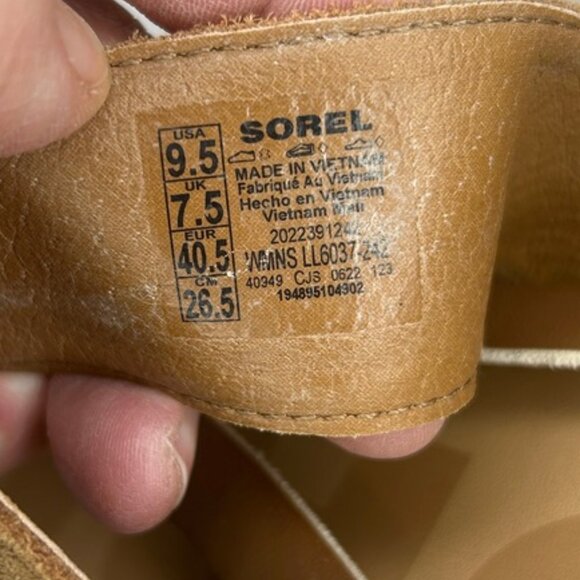 USA
9.5
UK
7.5
EUR
40.5
CM
26.5
SOREL
MADE IN VIETNAM
Fabriqué Au Vietnam
Hecho en Vietnam
Vietnam Malı
2022391242
WMNS LL6037-242
40349 CJS 0622 123
194895104902